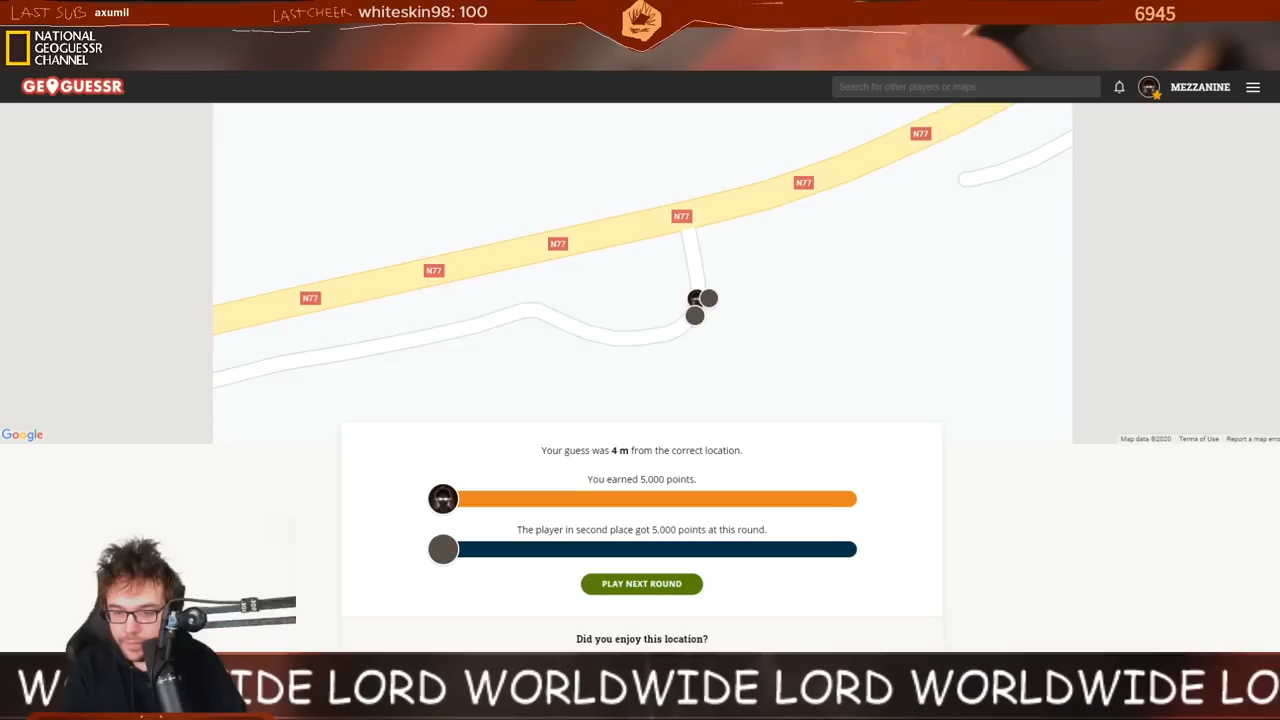 LAST SUB axumil LAST CHEER whiteskin98: 100 6945
NATIONAL
GEOGUESSR
CHANNEL
GEOGUESSR Search for other players or maps MEZZANINE
N77
N77
N77
N77
N77
N77
Google Map data ©2020 Terms of Use Report a map erro
Your guess was 4 m from the correct location.
You earned 5,000 points.
The player in second place got 5,000 points at this round.
PLAY NEXT ROUND
Did you enjoy this location?
W IDE LORD WORLDWIDE LORD WORLDWIDE LO